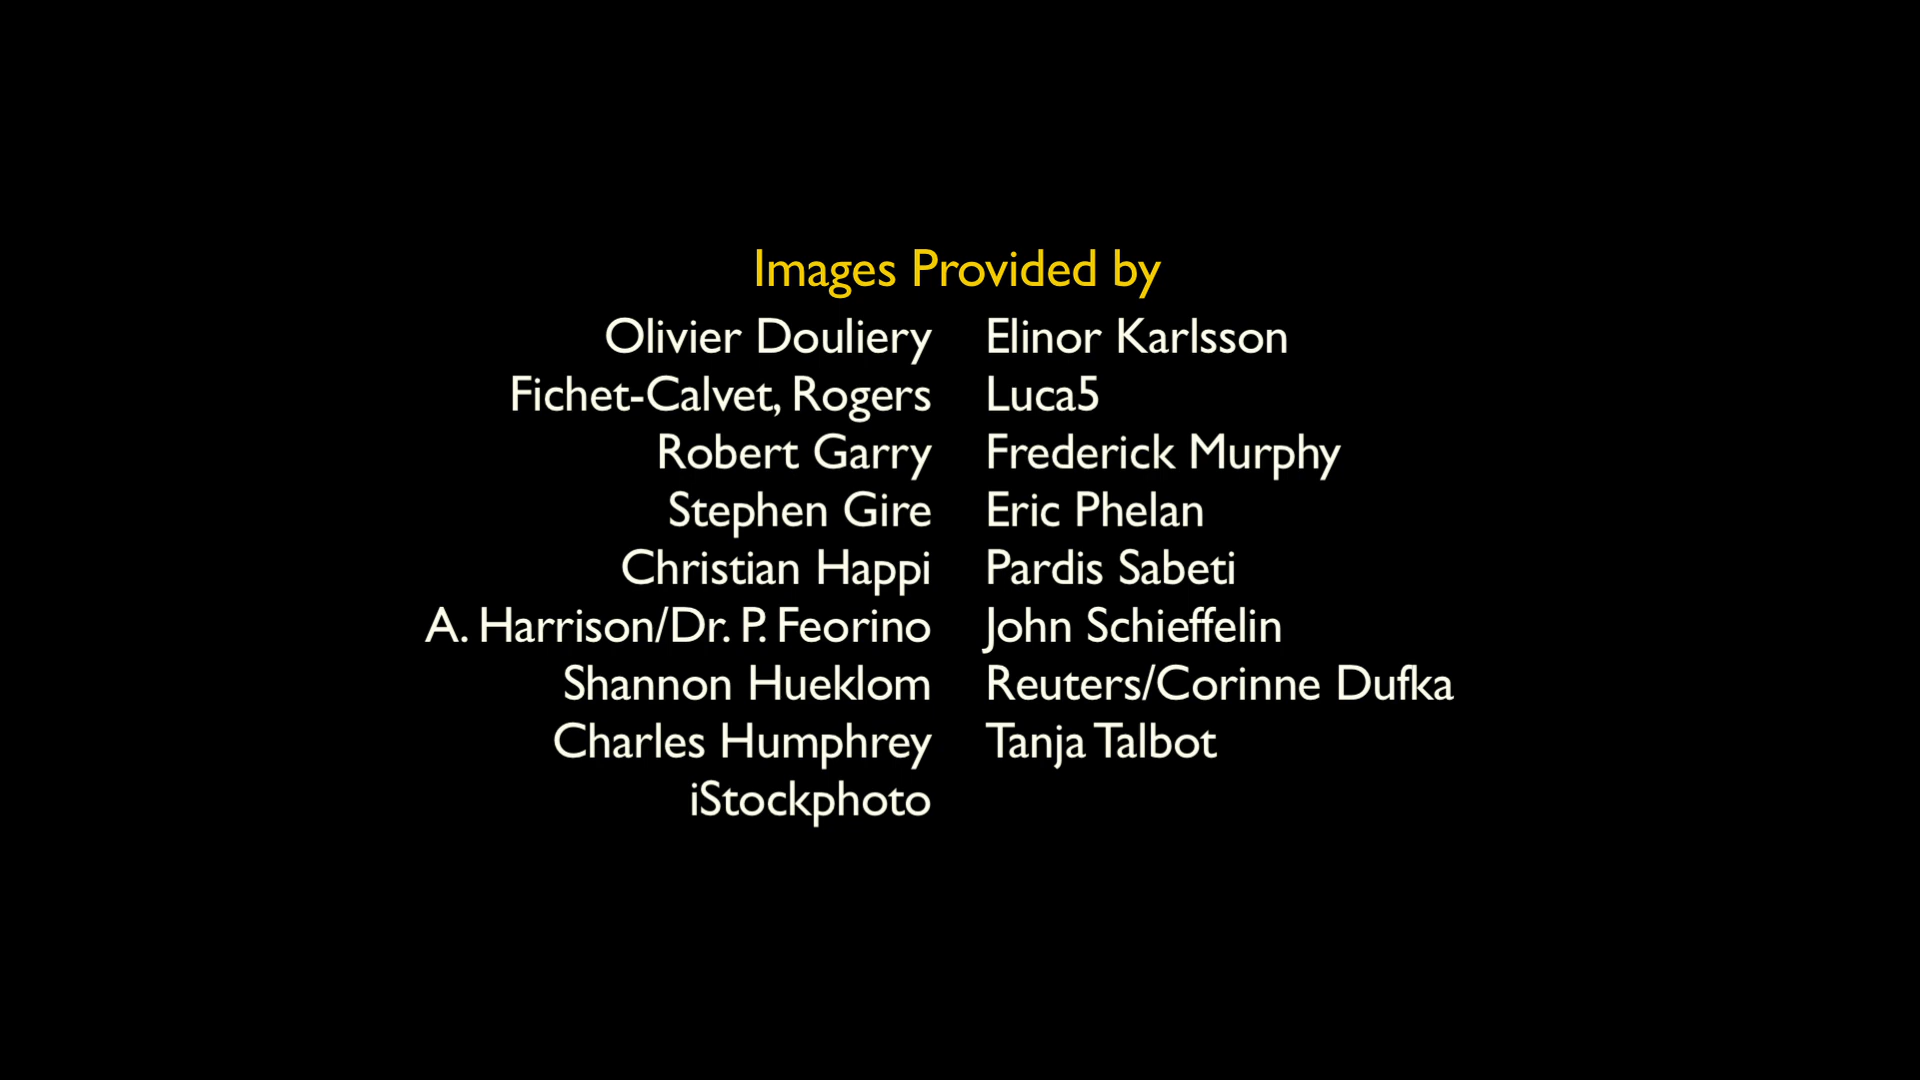 Images Provided by
Olivier Douliery
Fichet-Calvet, Rogers
Robert Garry
Stephen Gire
Christian Happi
A. Harrison/Dr. P. Feorino
Shannon Hueklom
Charles Humphrey
iStockphoto
Elinor Karlsson
Luca5
Frederick Murphy
Eric Phelan
Pardis Sabeti
John Schieffelin
Reuters/Corinne Dufka
Tanja Talbot